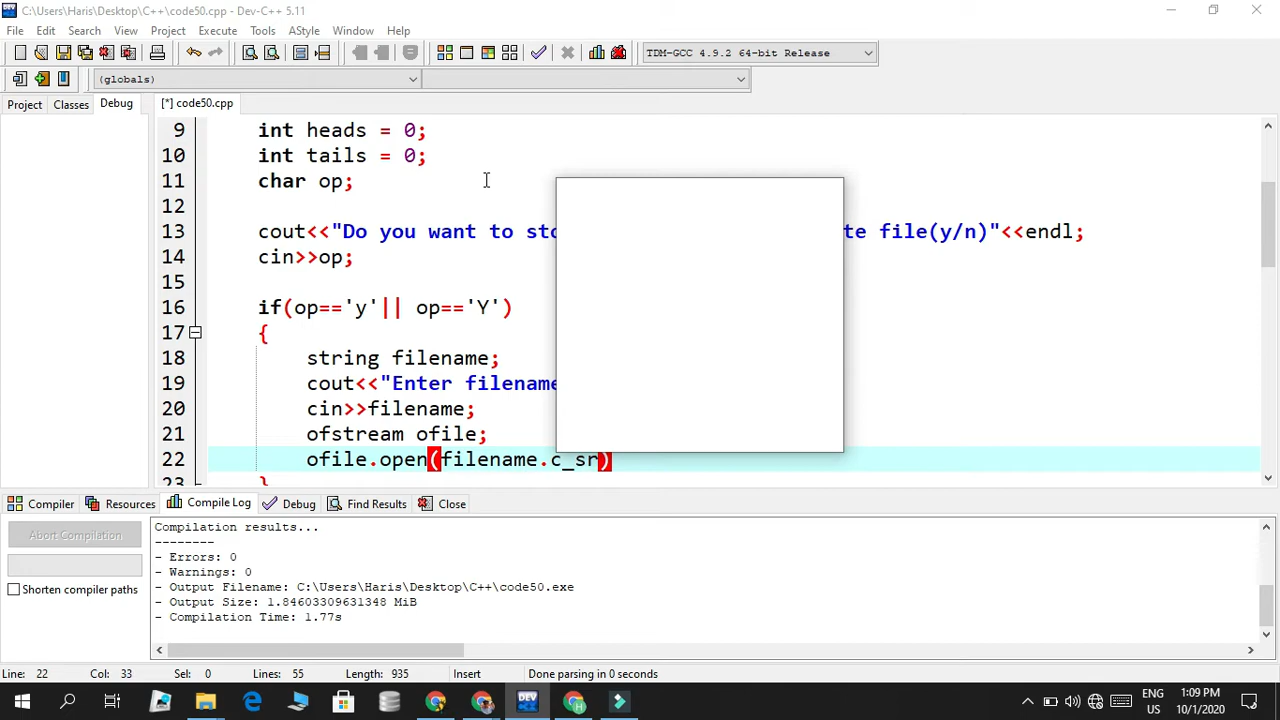 C:\Users\Haris\Desktop\C++\code50.cpp - Dev-C++ 5.11
File Edit Search View Project Execute Tools AStyle Window Help
TDM-GCC 4.9.2 64-bit Release
(globals)
Project Classes Debug [*] code50.cpp
9 int heads = 0;
10 int tails = 0;
11 char op;
12
13 cout<<"Do you want to sto te file(y/n)"<<endl;
14 cin>>op;
15
16 if(op=='y'|| op=='Y')
17 {
18 string filename;
19 cout<<"Enter filename
20 cin>>filename;
21 ofstream ofile;
22 ofile.open(filename.c_sr)
23 }
Compiler Resources Compile Log Debug Find Results Close
Abort Compilation
Shorten compiler paths
Compilation results...
--------
- Errors: 0
- Warnings: 0
- Output Filename: C:\Users\Haris\Desktop\C++\code50.exe
- Output Size: 1.84603309631348 MiB
- Compilation Time: 1.77s
Line: 22 Col: 33 Sel: 0 Lines: 55 Length: 935 Insert Done parsing in 0 seconds
ENG
US
1:09 PM
10/1/2020